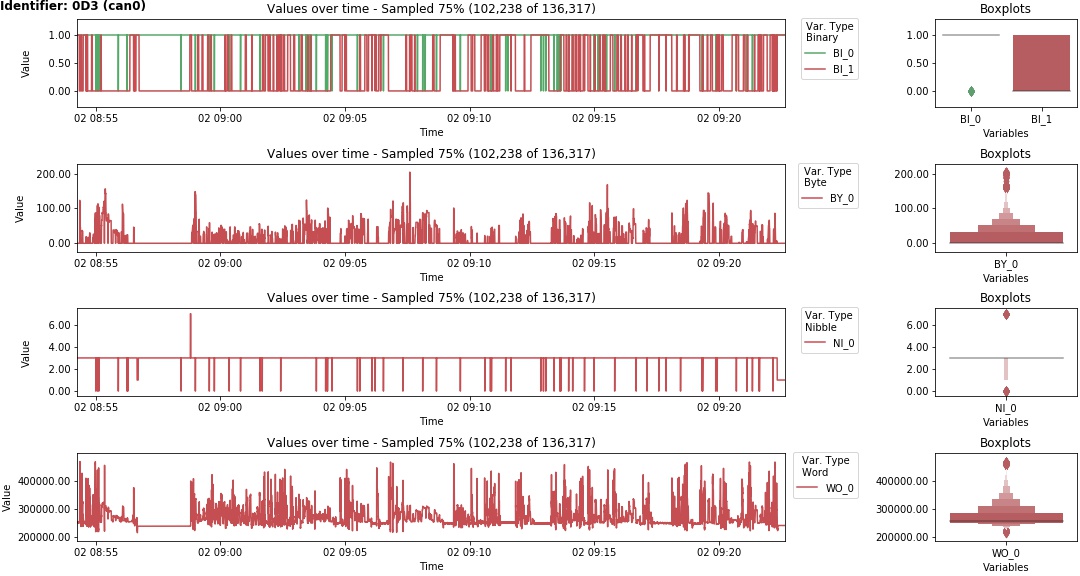 Identifier: 0D3 (can0)
Values over time - Sampled 75% (102,238 of 136,317)
Boxplots
Value
1.00
0.50
0.00
02 08:55 02 09:00 02 09:05 02 09:10 02 09:15 02 09:20
Time
Var. Type
Binary
BI_0
BI_1
1.00
0.50
0.00
BI_0 BI_1
Variables
Values over time - Sampled 75% (102,238 of 136,317)
Boxplots
Value
200.00
100.00
0.00
02 08:55 02 09:00 02 09:05 02 09:10 02 09:15 02 09:20
Time
Var. Type
Byte
BY_0
200.00
100.00
0.00
BY_0
Variables
Values over time - Sampled 75% (102,238 of 136,317)
Boxplots
Value
6.00
4.00
2.00
0.00
02 08:55 02 09:00 02 09:05 02 09:10 02 09:15 02 09:20
Time
Var. Type
Nibble
NI_0
6.00
4.00
2.00
0.00
NI_0
Variables
Values over time - Sampled 75% (102,238 of 136,317)
Boxplots
Value
400000.00
300000.00
200000.00
02 08:55 02 09:00 02 09:05 02 09:10 02 09:15 02 09:20
Time
Var. Type
Word
WO_0
400000.00
300000.00
200000.00
WO_0
Variables